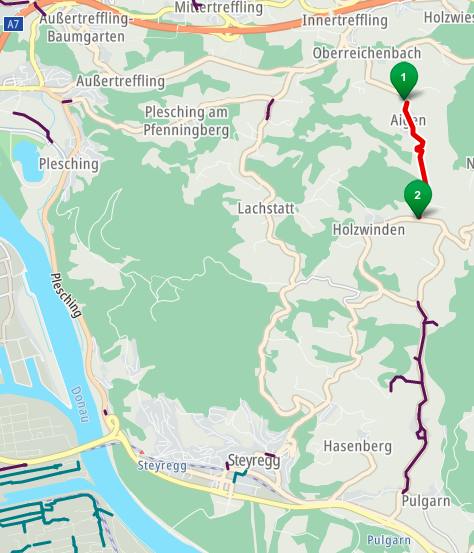 Außertreffling-
Baumgarten
Mittertreffling
Innertreffling
Holzwies
A7
Oberreichenbach
Außertreffling
1
Plesching am
Pfenningberg
Aigen
Plesching
N
2
Lachstatt
Holzwinden
Plesching
Donau
Hasenberg
Steyregg
Steyregg
Pulgarn
Pulgarn